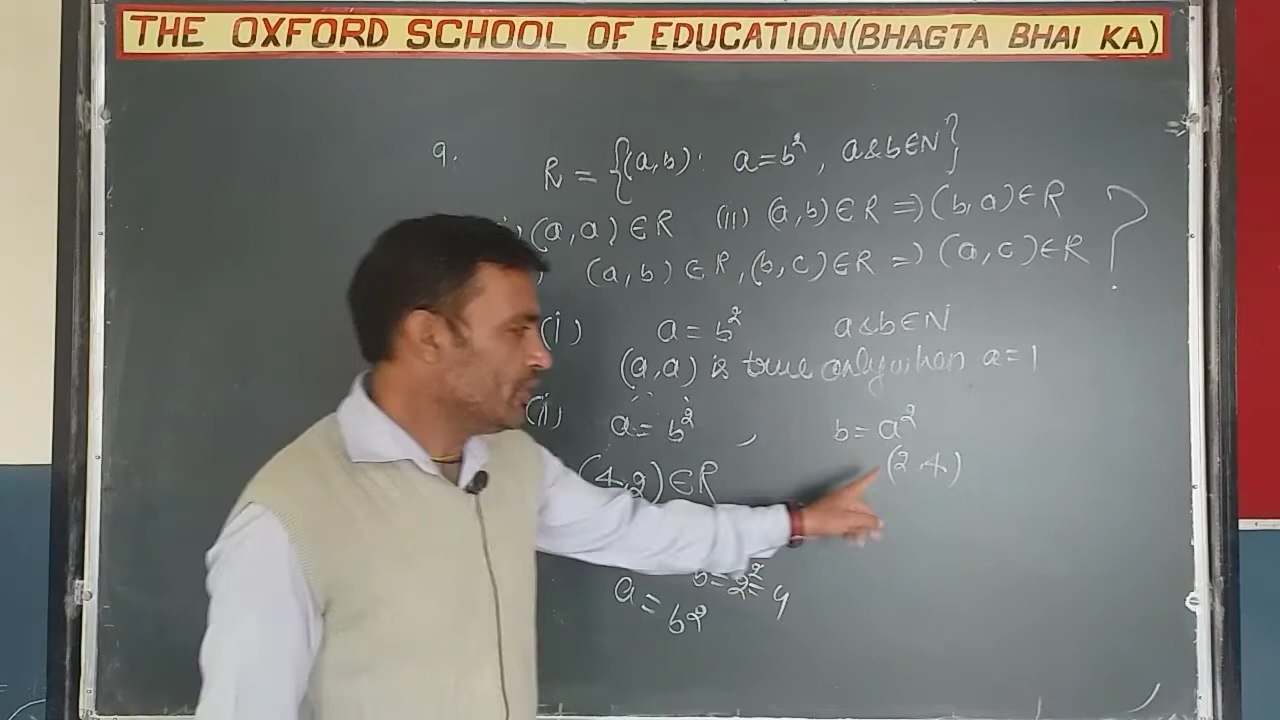 THE OXFORD SCHOOL OF EDUCATION(BHAGTA BHAI KA)
9. R = {(a,b): a=b², a&b∈N}
(a,a)∈R (ii) (a,b)∈R ⇒(b,a)∈R
(a,b)∈R,(b,c)∈R ⇒ (a,c)∈R ?
(i) a = b² a&b∈N
(a,a) is true only when a=1
(ii) a=b² , b=a²
(4,2)∈R (2,4)
b=2²=4
a=b²